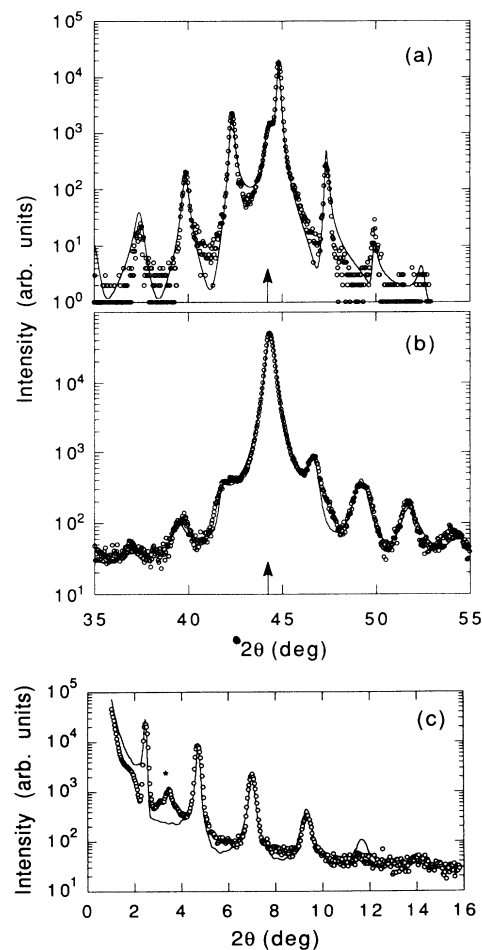 10⁵
(a)
10⁴
10³
10²
10¹
10⁰
Intensity (arb. units)
(b)
10⁴
10³
10²
10¹
35 40 45 50 55
2θ (deg)
10⁵
(c)
10⁴
10³
10²
10¹
Intensity (arb. units)
*
0 2 4 6 8 10 12 14 16
2θ (deg)